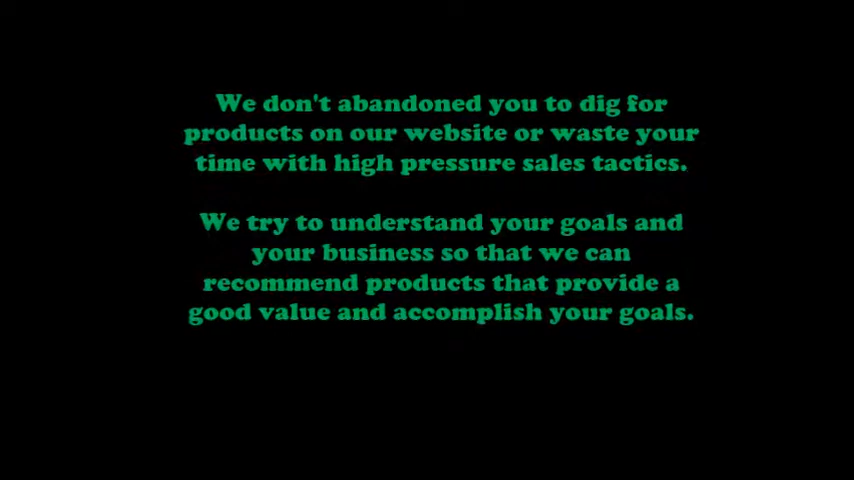 We don't abandoned you to dig for
products on our website or waste your
time with high pressure sales tactics.
We try to understand your goals and
your business so that we can
recommend products that provide a
good value and accomplish your goals.